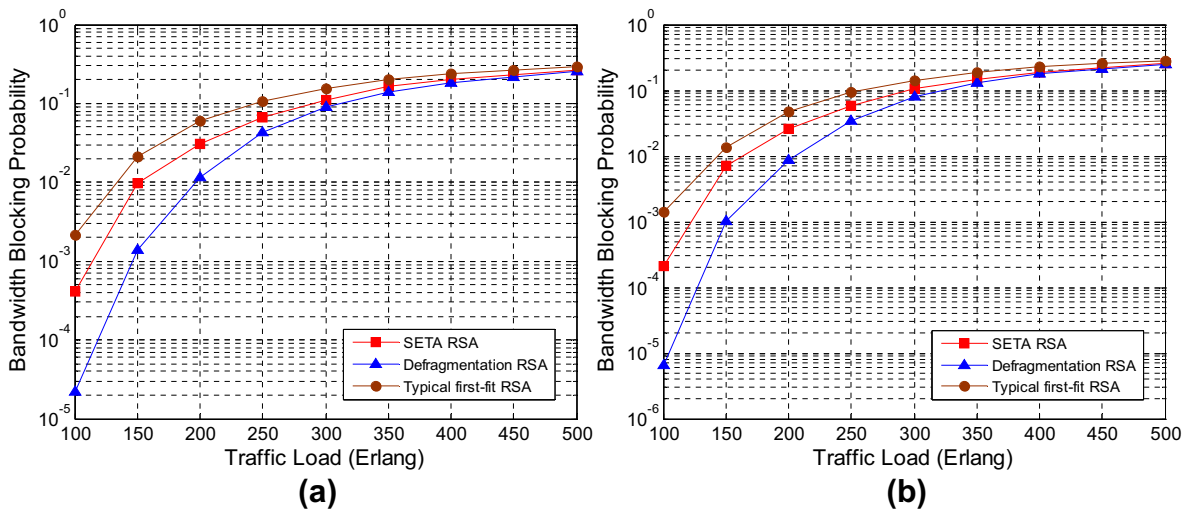 10^0
10^-1
10^-2
10^-3
10^-4
10^-5
Bandwidth Blocking Probability
100 150 200 250 300 350 400 450 500
Traffic Load (Erlang)
SETA RSA
Defragmentation RSA
Typical first-fit RSA
(a)
10^0
10^-1
10^-2
10^-3
10^-4
10^-5
10^-6
Bandwidth Blocking Probability
100 150 200 250 300 350 400 450 500
Traffic Load (Erlang)
SETA RSA
Defragmentation RSA
Typical first-fit RSA
(b)